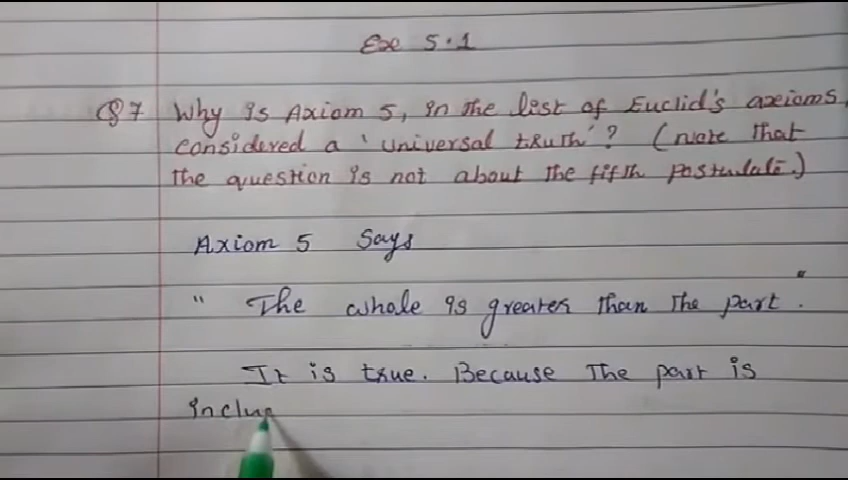 Exe 5.1
Q7 Why is Axiom 5, in the list of Euclid's axioms,
considered a 'universal truth'? (Note that
the question is not about the fifth postulate.)
Axiom 5 Says
" The whole is greater than the part ".
It is true. Because The part is
inclu